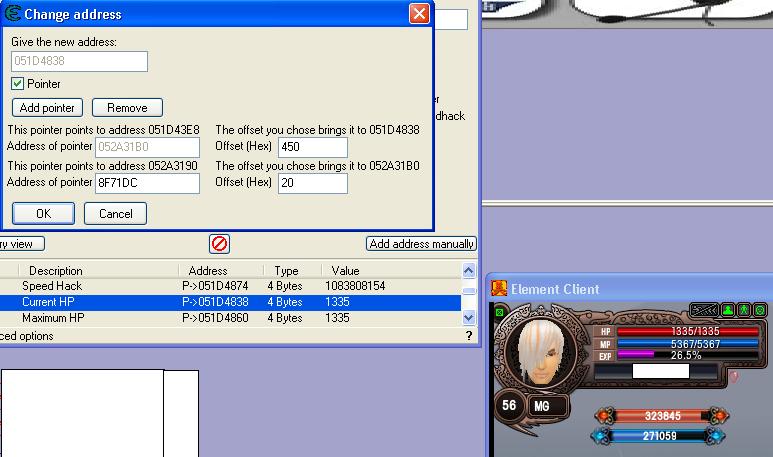 Change address
Give the new address:
051D4838
Pointer
Add pointer Remove
This pointer points to address 051D43E8 The offset you chose brings it to 051D4838
Address of pointer 052A31B0 Offset (Hex) 450
This pointer points to address 052A3190 The offset you chose brings it to 052A31B0
Address of pointer 8F71DC Offset (Hex) 20
OK Cancel
er
dhack
ry view Add address manually
Description Address Type Value
Speed Hack P->051D4874 4 Bytes 1083808154
Current HP P->051D4838 4 Bytes 1335
Maximum HP P->051D4860 4 Bytes 1335
ced options ?
Element Client
HP 1335/1335
MP 5367/5367
EXP 26.5%
56 MG
323645
271059